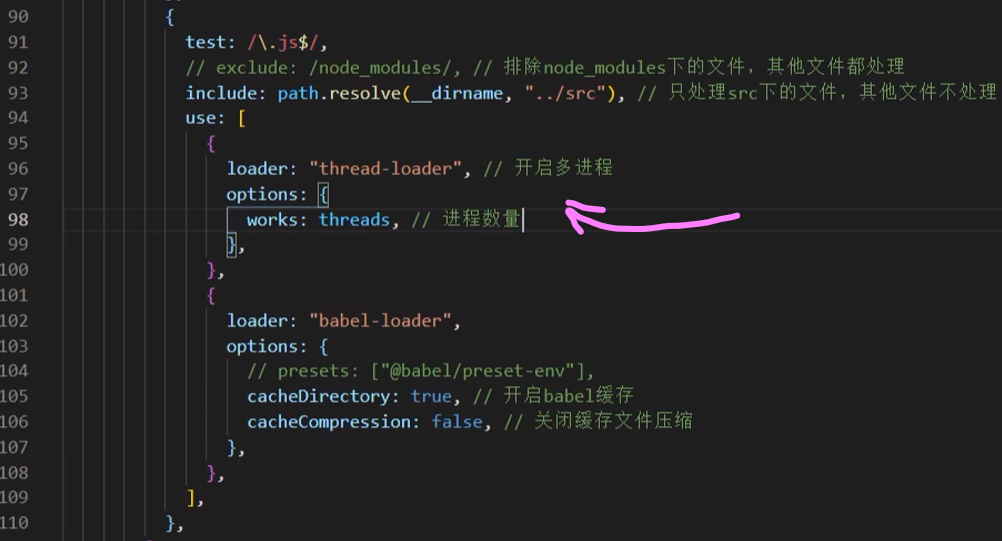 90 {
91 test: /\.js$/,
92 // exclude: /node_modules/, // 排除node_modules下的文件，其他文件都处理
93 include: path.resolve(__dirname, "../src"), // 只处理src下的文件，其他文件不处理
94 use: [
95 {
96 loader: "thread-loader", // 开启多进程
97 options: {
98 works: threads, // 进程数量
99 },
100 },
101 {
102 loader: "babel-loader",
103 options: {
104 // presets: ["@babel/preset-env"],
105 cacheDirectory: true, // 开启babel缓存
106 cacheCompression: false, // 关闭缓存文件压缩
107 },
108 },
109 ],
110 },